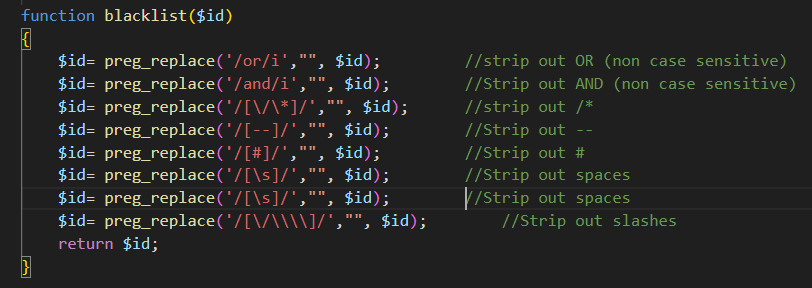 function blacklist($id)
{
$id= preg_replace('/or/i',"", $id); //strip out OR (non case sensitive)
$id= preg_replace('/and/i',"", $id); //Strip out AND (non case sensitive)
$id= preg_replace('/[\/\*]/',"", $id); //strip out /*
$id= preg_replace('/[--]/',"", $id); //Strip out --
$id= preg_replace('/[#]/',"", $id); //Strip out #
$id= preg_replace('/[\s]/',"", $id); //Strip out spaces
$id= preg_replace('/[\s]/',"", $id); //Strip out spaces
$id= preg_replace('/[\/\\\\]/',"", $id); //Strip out slashes
return $id;
}